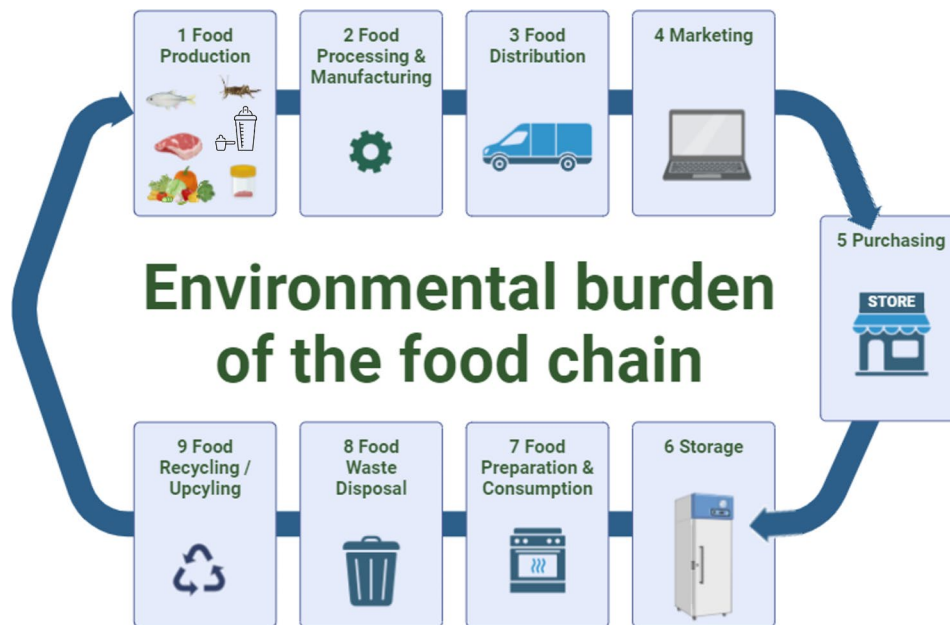 1 Food
Production
2 Food
Processing &
Manufacturing
3 Food
Distribution
4 Marketing
5 Purchasing
STORE
Environmental burden
of the food chain
9 Food
Recycling /
Upcyling
8 Food
Waste
Disposal
7 Food
Preparation &
Consumption
6 Storage